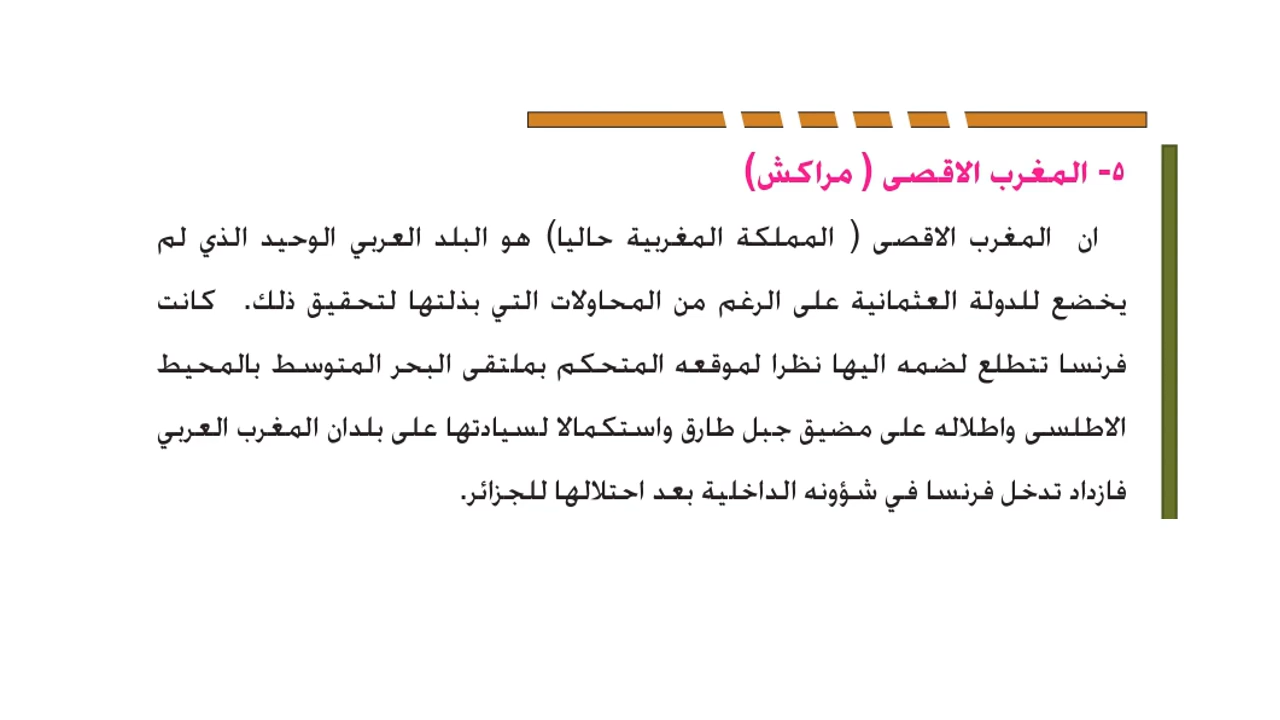 ٥- المغرب الاقصى ( مراكش)
ان المغرب الاقصى ( المملكة المغربية حاليا) هو البلد العربي الوحيد الذي لم
يخضع للدولة العثمانية على الرغم من المحاولات التي بذلتها لتحقيق ذلك. كانت
فرنسا تتطلع لضمه اليها نظرا لموقعه المتحكم بملتقى البحر المتوسط بالمحيط
الاطلسى واطلاله على مضيق جبل طارق واستكمالا لسيادتها على بلدان المغرب العربي
فازداد تدخل فرنسا في شؤونه الداخلية بعد احتلالها للجزائر.